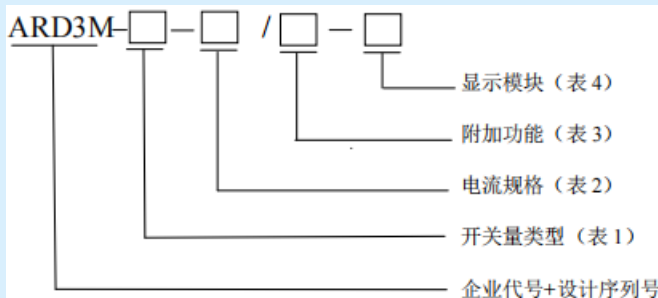 ARD3M-□-□ /□-□
显示模块（表4）
附加功能（表3）
电流规格（表2）
开关量类型（表1）
企业代号+设计序列号